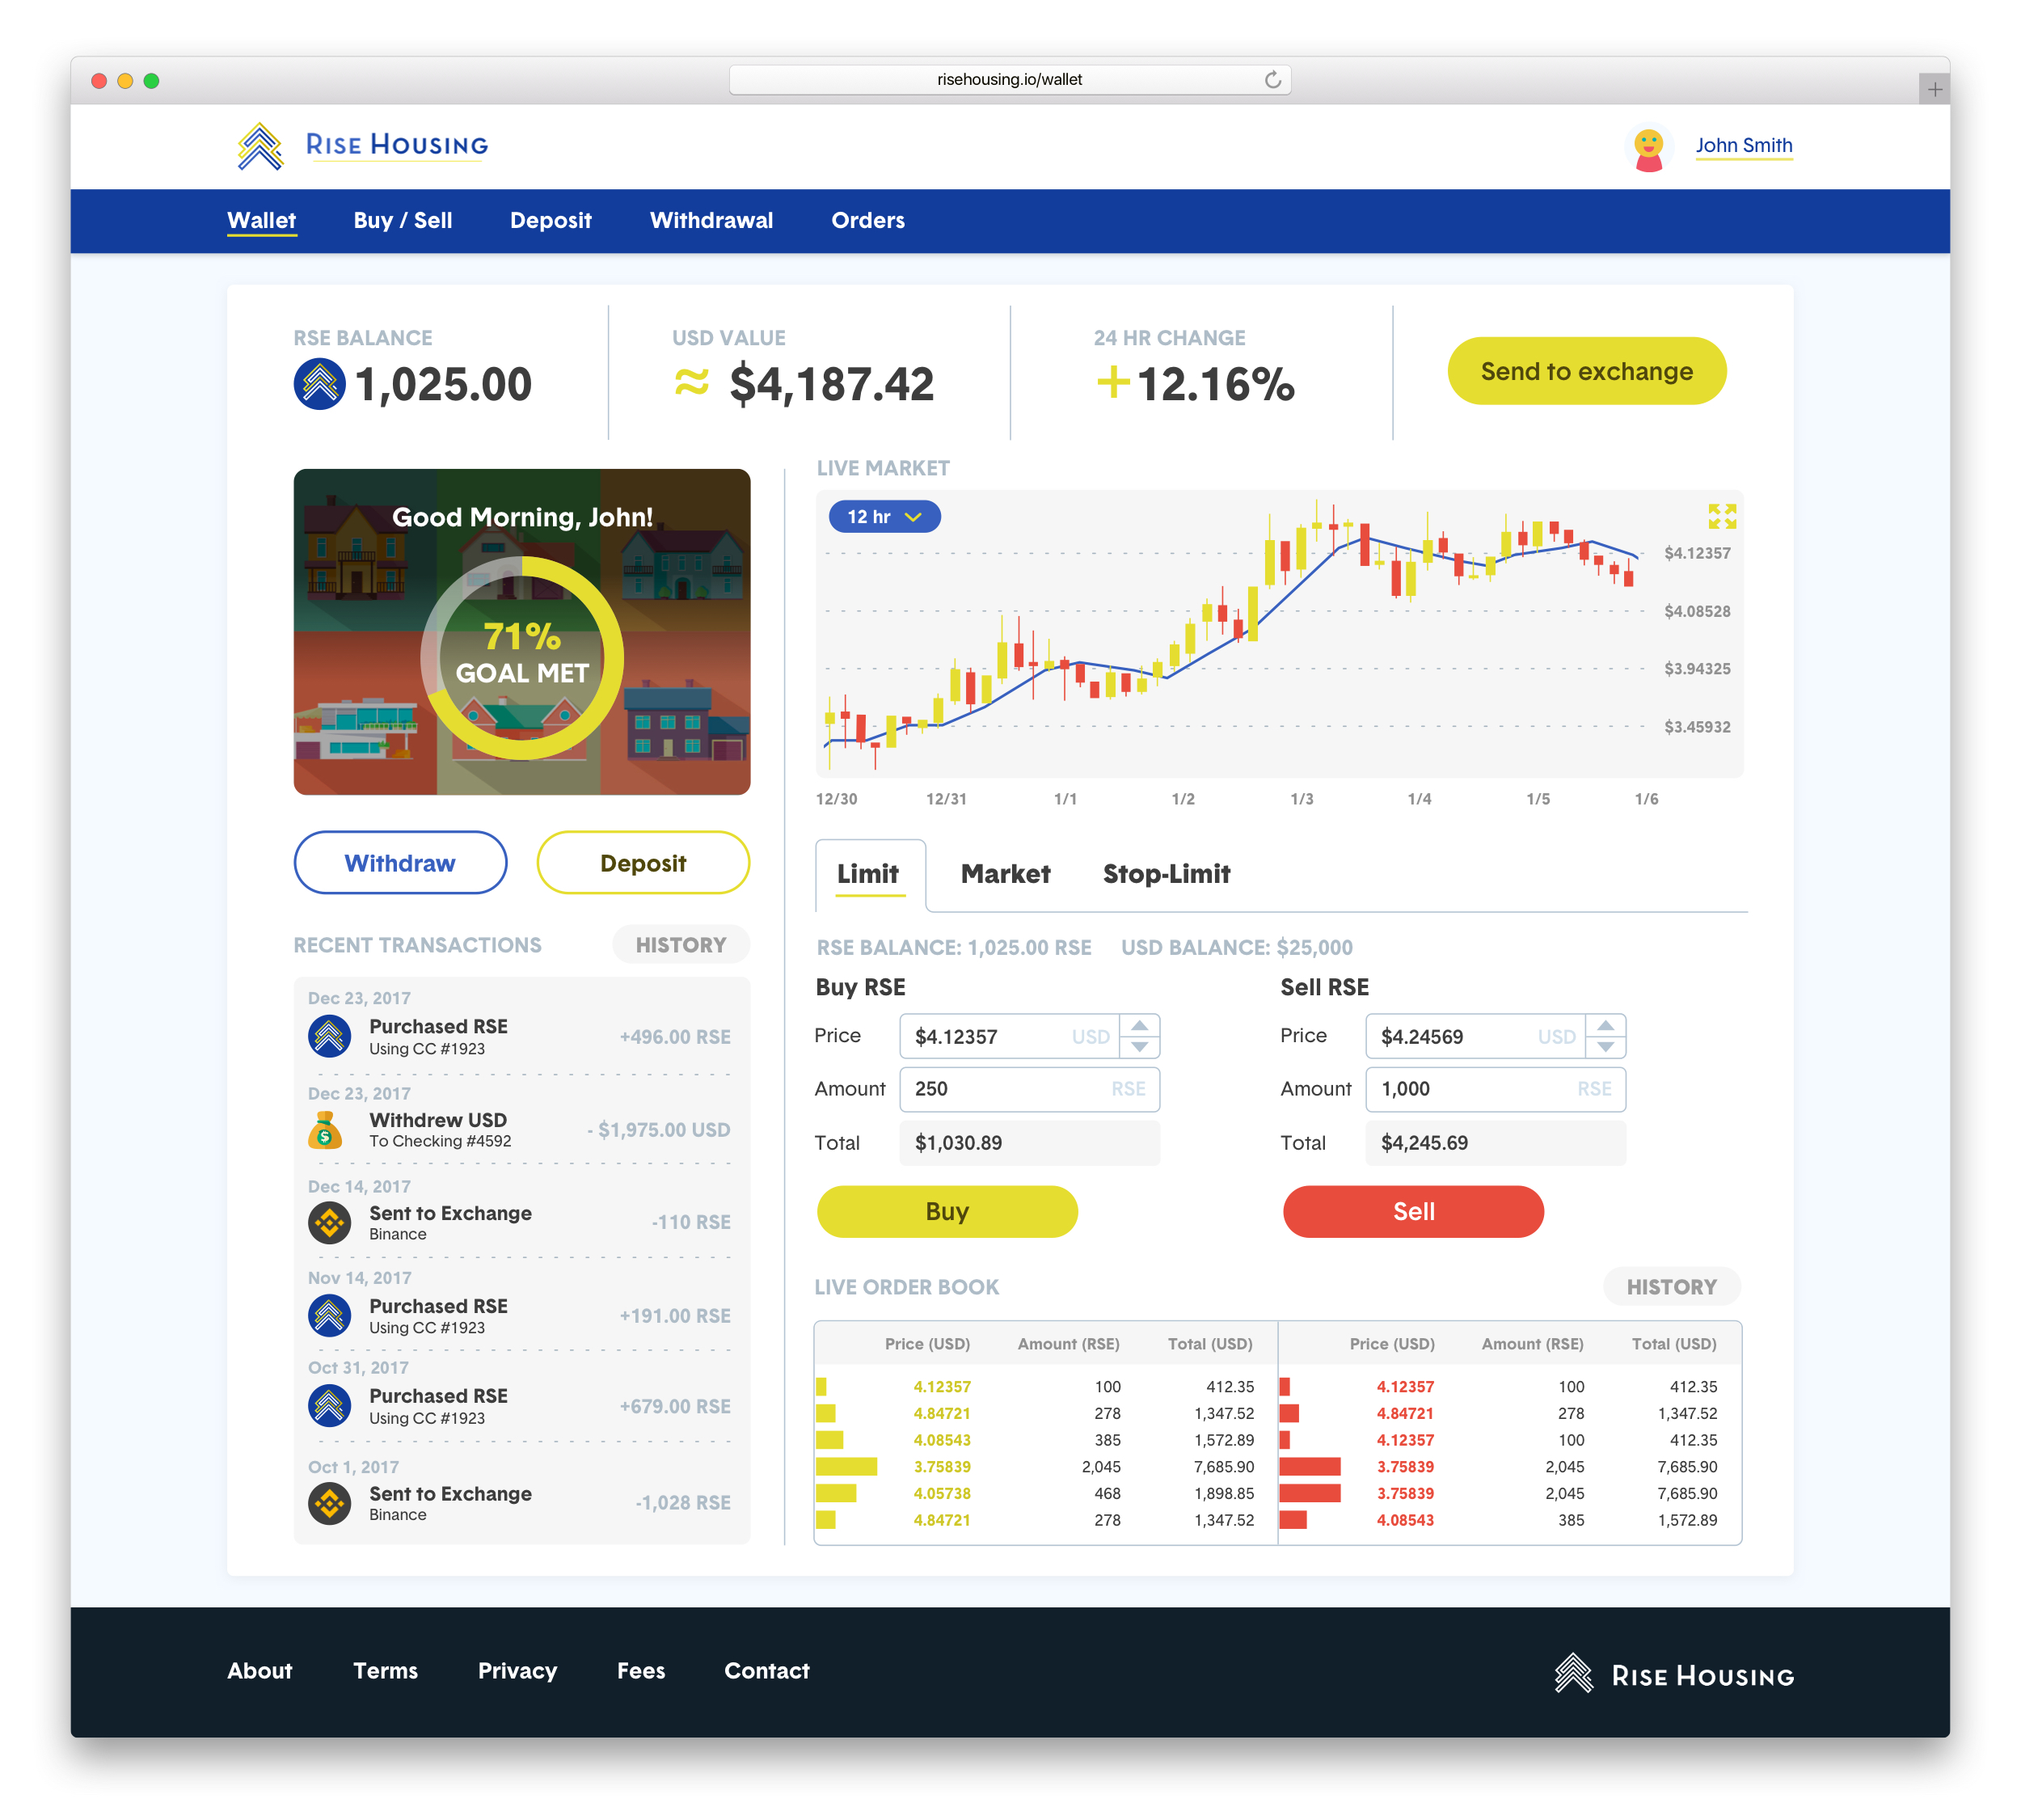 risehousing.io/wallet
RISE HOUSING
John Smith
Wallet Buy / Sell Deposit Withdrawal Orders
RSE BALANCE
1,025.00
USD VALUE
≈ $4,187.42
24 HR CHANGE
+12.16%
Send to exchange
Good Morning, John!
71%
GOAL MET
Withdraw Deposit
RECENT TRANSACTIONS HISTORY
Dec 23, 2017
Purchased RSE
Using CC #1923
+496.00 RSE
Dec 23, 2017
Withdrew USD
To Checking #4592
- $1,975.00 USD
Dec 14, 2017
Sent to Exchange
Binance
-110 RSE
Nov 14, 2017
Purchased RSE
Using CC #1923
+191.00 RSE
Oct 31, 2017
Purchased RSE
Using CC #1923
+679.00 RSE
Oct 1, 2017
Sent to Exchange
Binance
-1,028 RSE
LIVE MARKET
12 hr
$4.12357
$4.08528
$3.94325
$3.45932
12/30 12/31 1/1 1/2 1/3 1/4 1/5 1/6
Limit Market Stop-Limit
RSE BALANCE: 1,025.00 RSE USD BALANCE: $25,000
Buy RSE
Price $4.12357 USD
Amount 250 RSE
Total $1,030.89
Buy
Sell RSE
Price $4.24569 USD
Amount 1,000 RSE
Total $4,245.69
Sell
LIVE ORDER BOOK HISTORY
Price (USD) Amount (RSE) Total (USD) Price (USD) Amount (RSE) Total (USD)
4.12357 100 412.35 4.12357 100 412.35
4.84721 278 1,347.52 4.84721 278 1,347.52
4.08543 385 1,572.89 4.12357 100 412.35
3.75839 2,045 7,685.90 3.75839 2,045 7,685.90
4.05738 468 1,898.85 3.75839 2,045 7,685.90
4.84721 278 1,347.52 4.08543 385 1,572.89
About Terms Privacy Fees Contact
RISE HOUSING